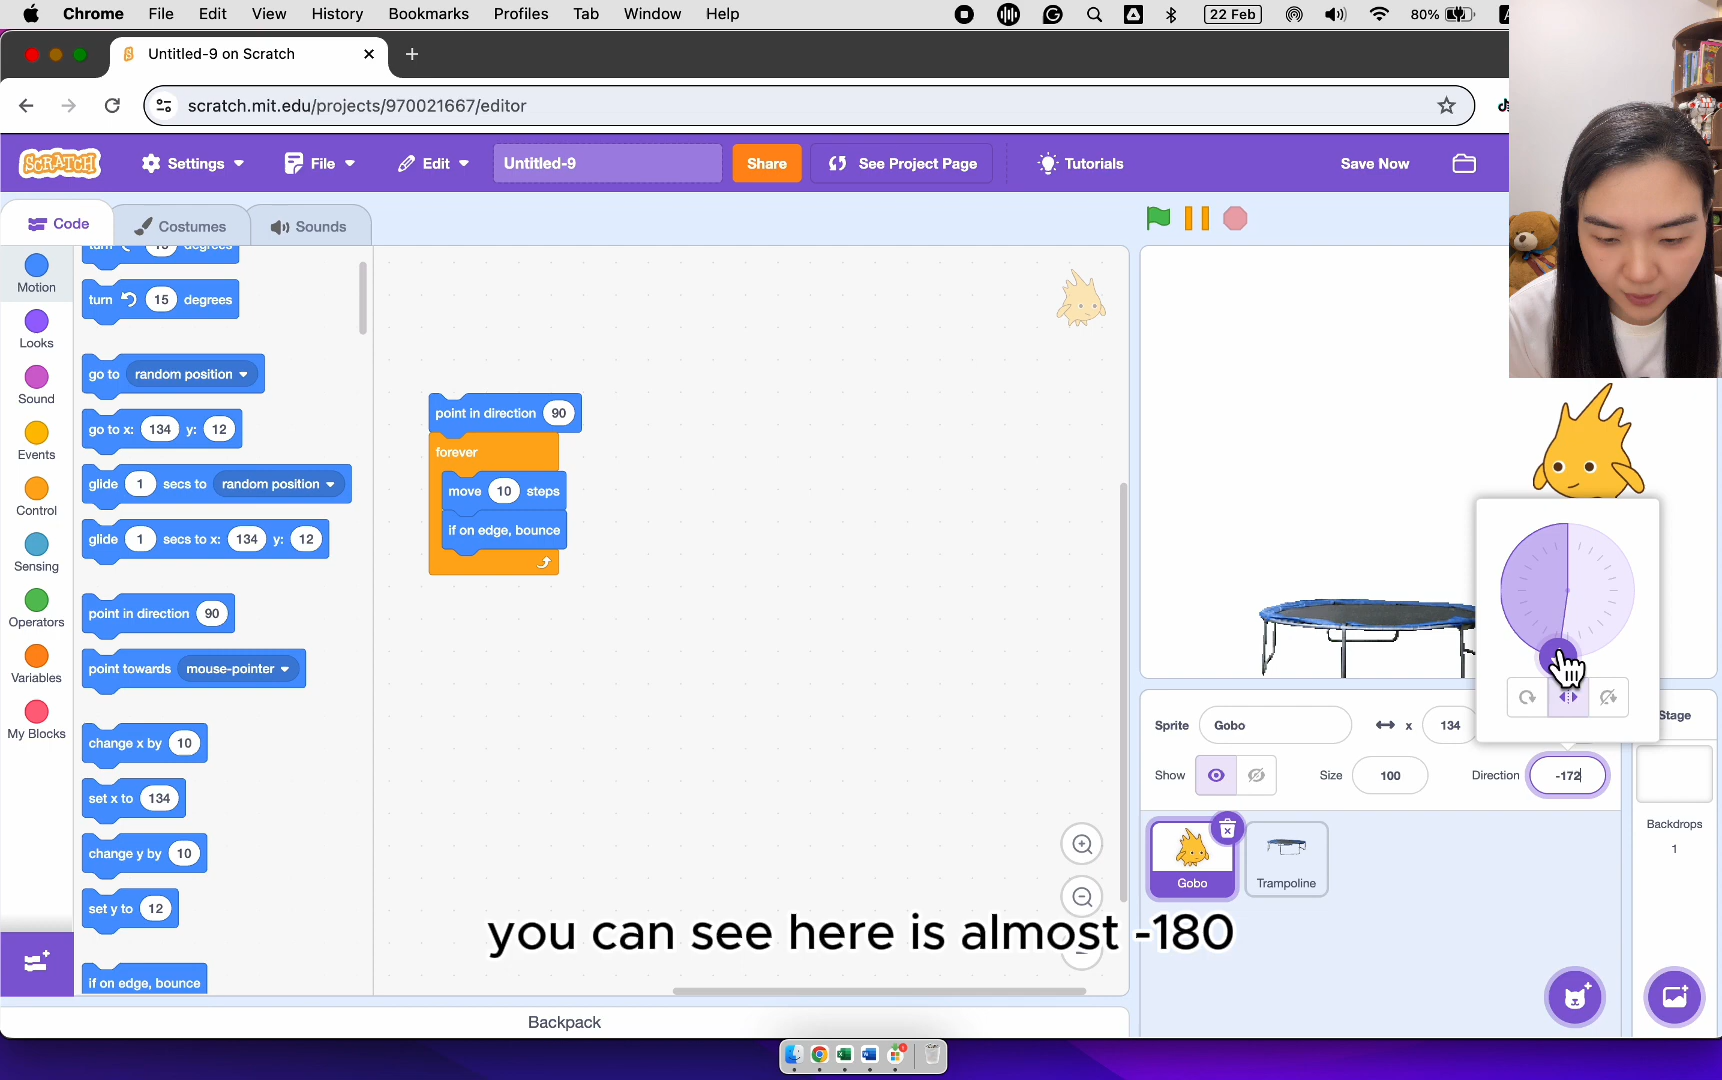 Chrome File Edit View History Bookmarks Profiles Tab Window Help 22 Feb 80%
Untitled-9 on Scratch
scratch.mit.edu/projects/970021667/editor
SCRATCH Settings File Edit Untitled-9 Share See Project Page Tutorials Save Now
Code Costumes Sounds
Motion
Looks
Sound
Events
Control
Sensing
Operators
Variables
My Blocks
turn 15 degrees
turn 15 degrees
go to random position
go to x: 134 y: 12
glide 1 secs to random position
glide 1 secs to x: 134 y: 12
point in direction 90
point towards mouse-pointer
change x by 10
set x to 134
change y by 10
set y to 12
if on edge, bounce
point in direction 90
forever
move 10 steps
if on edge, bounce
Sprite Gobo x 134
Show Size 100 Direction -172
Gobo
Trampoline
Stage
Backdrops
1
you can see here is almost -180
Backpack